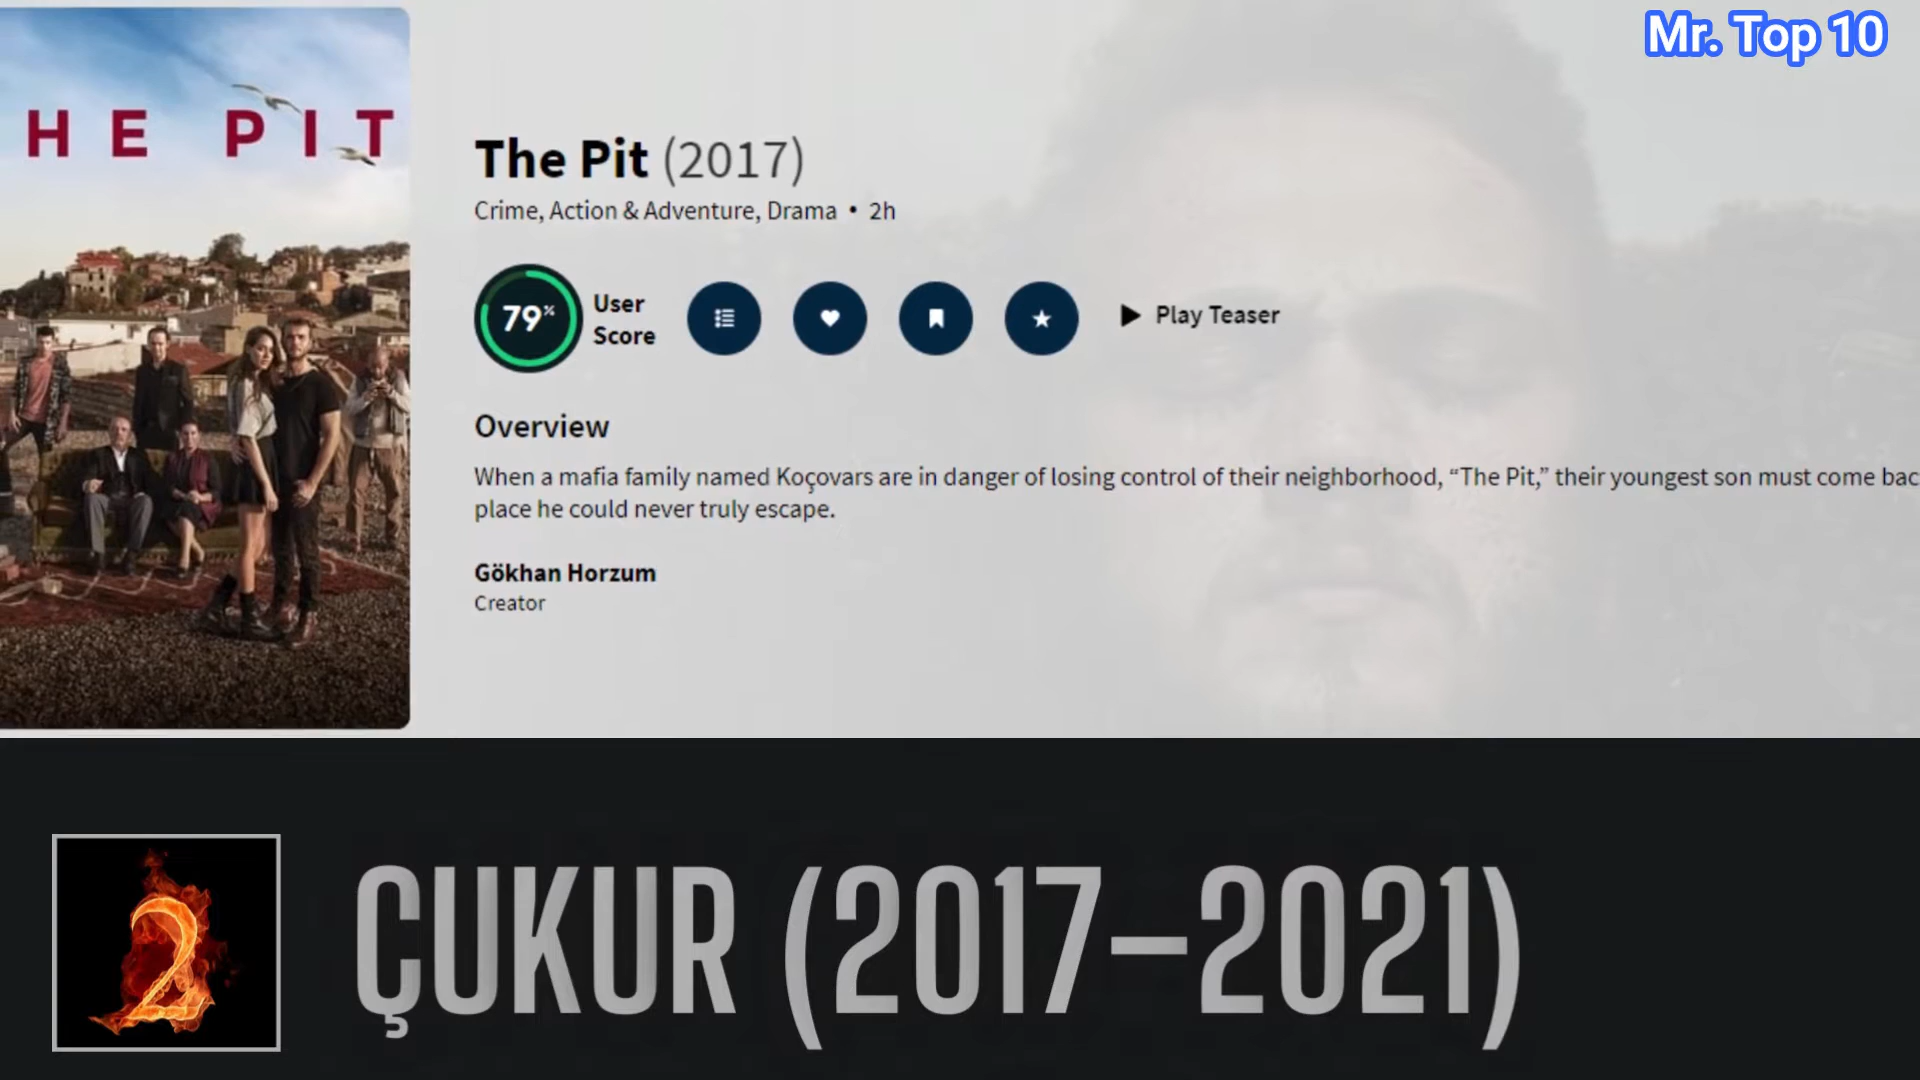 Mr. Top 10
HE PIT
The Pit (2017)
Crime, Action & Adventure, Drama • 2h
79%
User
Score
Play Teaser
Overview
When a mafia family named Koçovars are in danger of losing control of their neighborhood, “The Pit,” their youngest son must come bac
place he could never truly escape.
Gökhan Horzum
Creator
2
ÇUKUR (2017–2021)